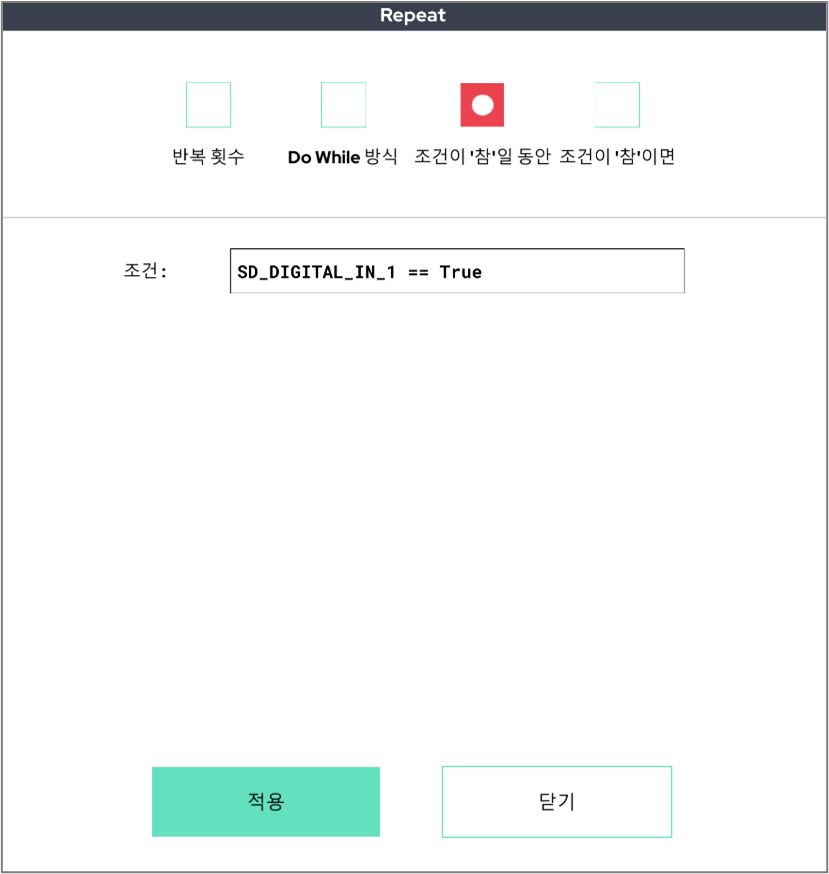 Repeat
반복 횟수
Do While 방식
조건이 '참'일 동안
조건이 '참'이면
조건:
SD_DIGITAL_IN_1 == True
적용
닫기